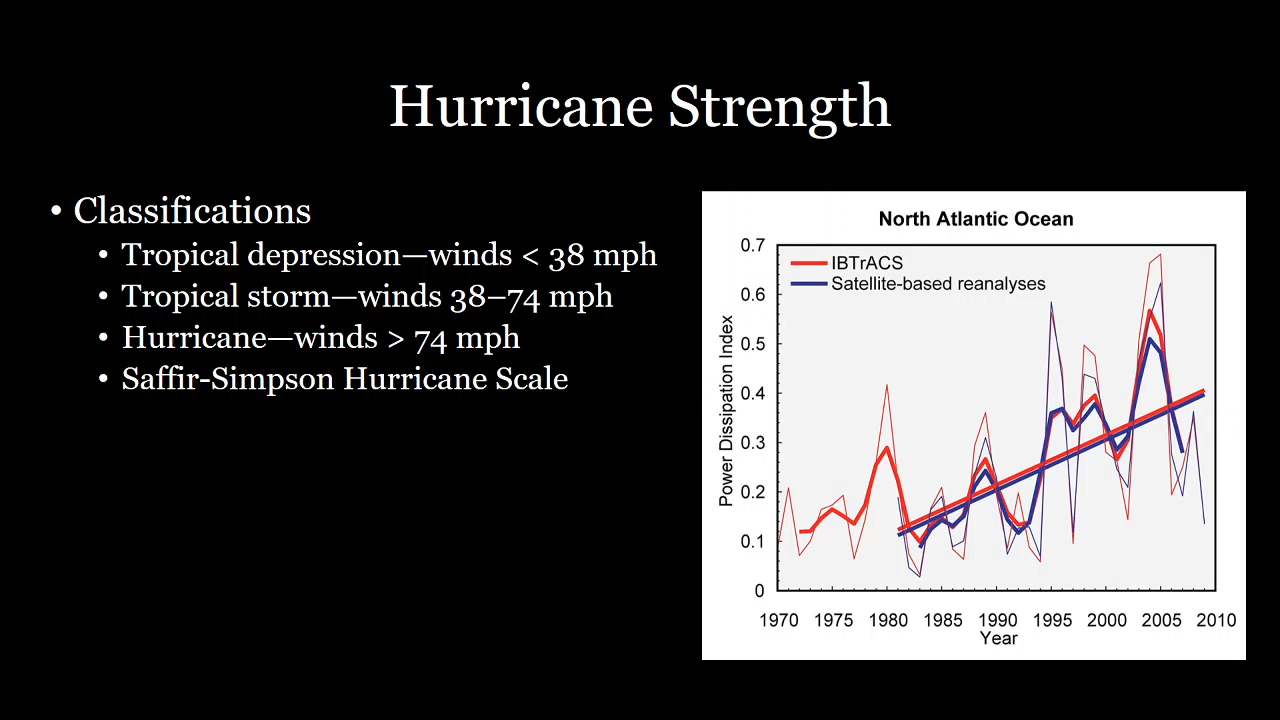 Hurricane Strength
• Classifications
• Tropical depression—winds < 38 mph
• Tropical storm—winds 38–74 mph
• Hurricane—winds > 74 mph
• Saffir-Simpson Hurricane Scale
North Atlantic Ocean
IBTrACS
Satellite-based reanalyses
Power Dissipation Index
0.7
0.6
0.5
0.4
0.3
0.2
0.1
0
1970 1975 1980 1985 1990 1995 2000 2005 2010
Year